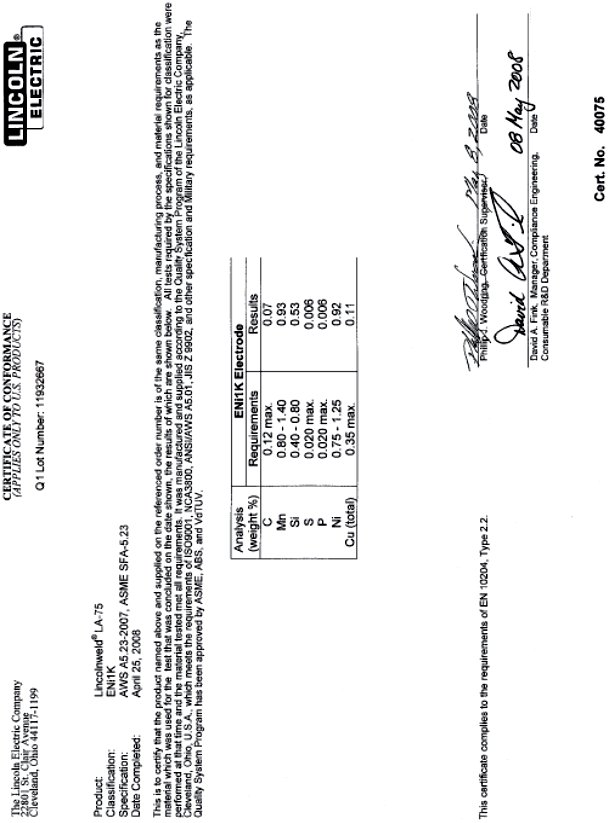 The Lincoln Electric Company
22801 St. Clair Avenue
Cleveland, Ohio 44117-1199
CERTIFICATE OF CONFORMANCE
(APPLIES ONLY TO U.S. PRODUCTS)
LINCOLN®
ELECTRIC
Q1 Lot Number: 11932667
Product: Lincolnweld® LA-75
Classification: ENi1K
Specification: AWS A5.23-2007, ASME SFA-5.23
Date Completed: April 25, 2008
This is to certify that the product named above and supplied on the referenced order number is of the same classification, manufacturing process, and material requirements as the
material which was used for the test that was concluded on the date shown, the results of which are shown below. All tests required by the specifications shown for classification were
performed at that time and the material tested met all requirements. It was manufactured and supplied according to the Quality System Program of the Lincoln Electric Company,
Cleveland, Ohio, U.S.A., which meets the requirements of ISO9001, NCA3800, ANSI/AWS A5.01, JIS Z 9902, and other specification and Military requirements, as applicable. The
Quality System Program has been approved by ASME, ABS, and VdTUV.
Analysis ENi1K Electrode
(weight %) Requirements Results
C 0.12 max. 0.07
Mn 0.80 - 1.40 0.93
Si 0.40 - 0.80 0.53
S 0.020 max. 0.006
P 0.020 max. 0.006
Ni 0.75 - 1.25 0.92
Cu (total) 0.35 max. 0.11
This certificate complies to the requirements of EN 10204, Type 2.2.
May 8, 2008
Phillip J. Woodring, Certification Supervisor, Date
David 08 May 2008
David A. Fink Manager, Compliance Engineering, Date
Consumable R&D Deparment
Cert. No. 40075